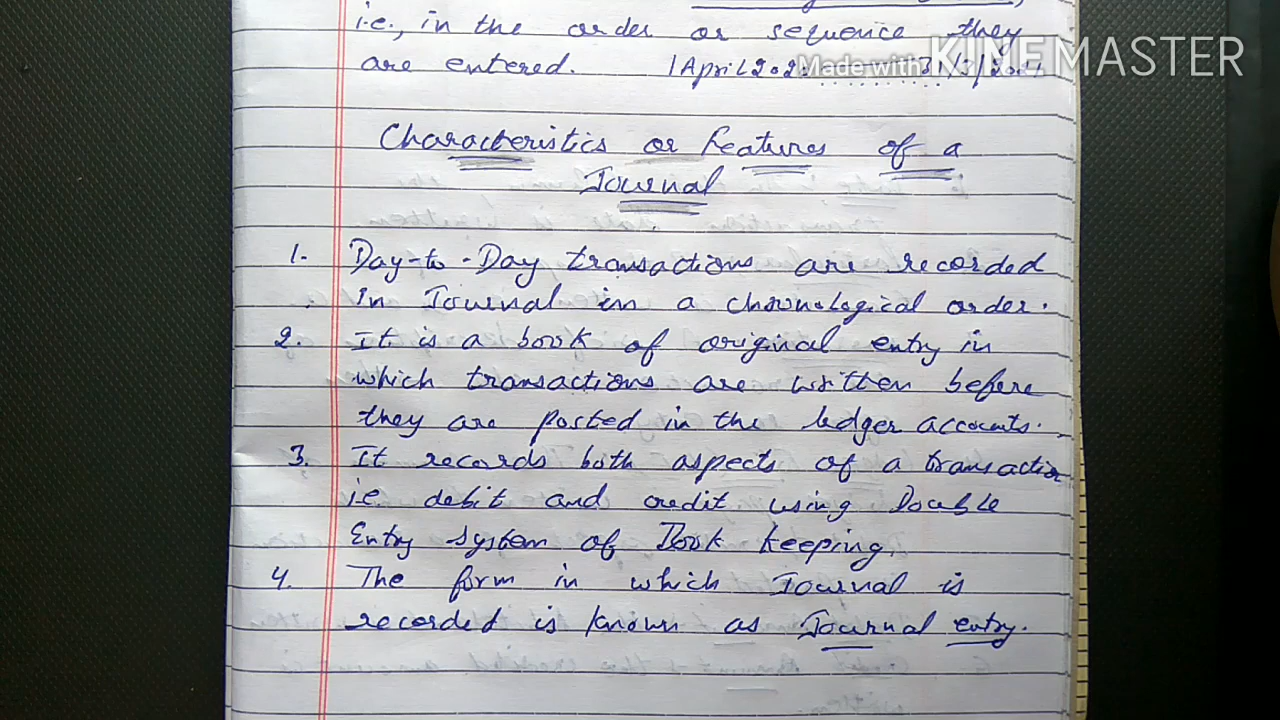 i.e., in the order or sequence they
are entered. 1 April 202
Made with KINEMASTER
Characteristics or Features of a
Journal
1. Day-to-Day transactions are recorded
In Journal in a chronological order.
2. It is a book of original entry in
which transactions are written before
they are posted in the ledger accounts.
3. It records both aspects of a transaction
i.e. debit and credit using Double
Entry system of Book keeping.
4. The form in which Journal is
recorded is known as Journal entry.